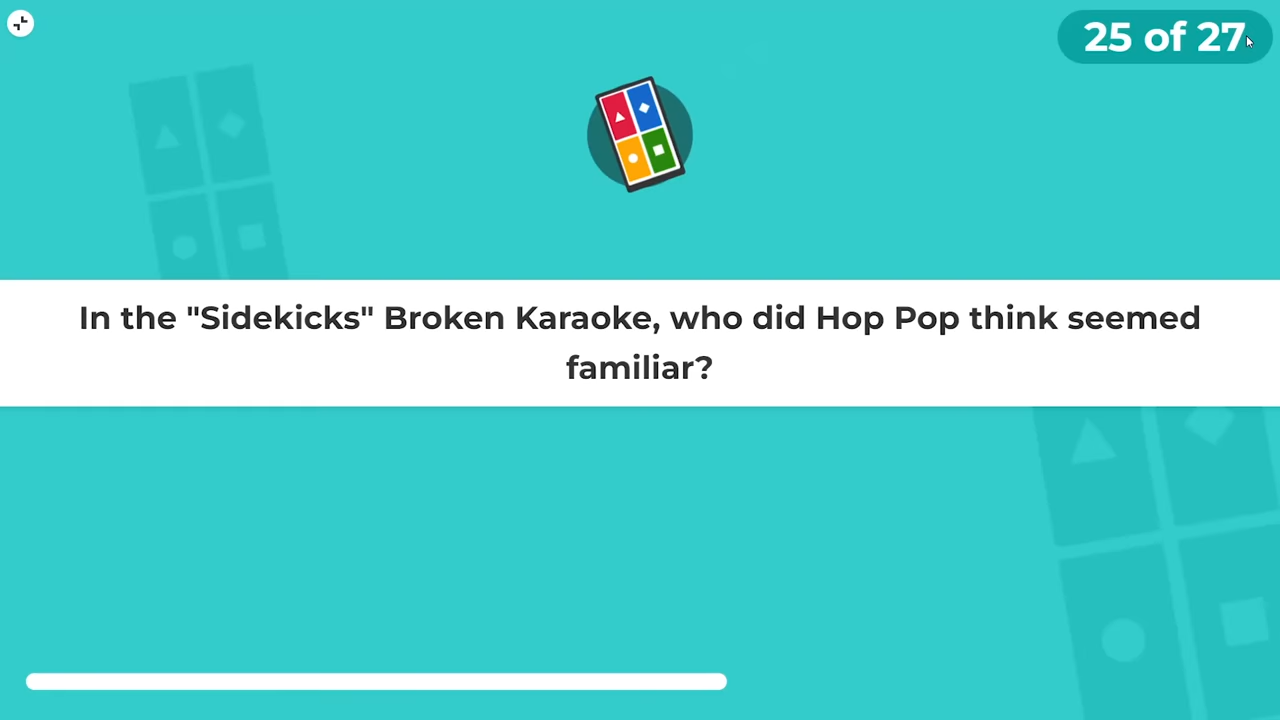 25 of 27
In the "Sidekicks" Broken Karaoke, who did Hop Pop think seemed
familiar?